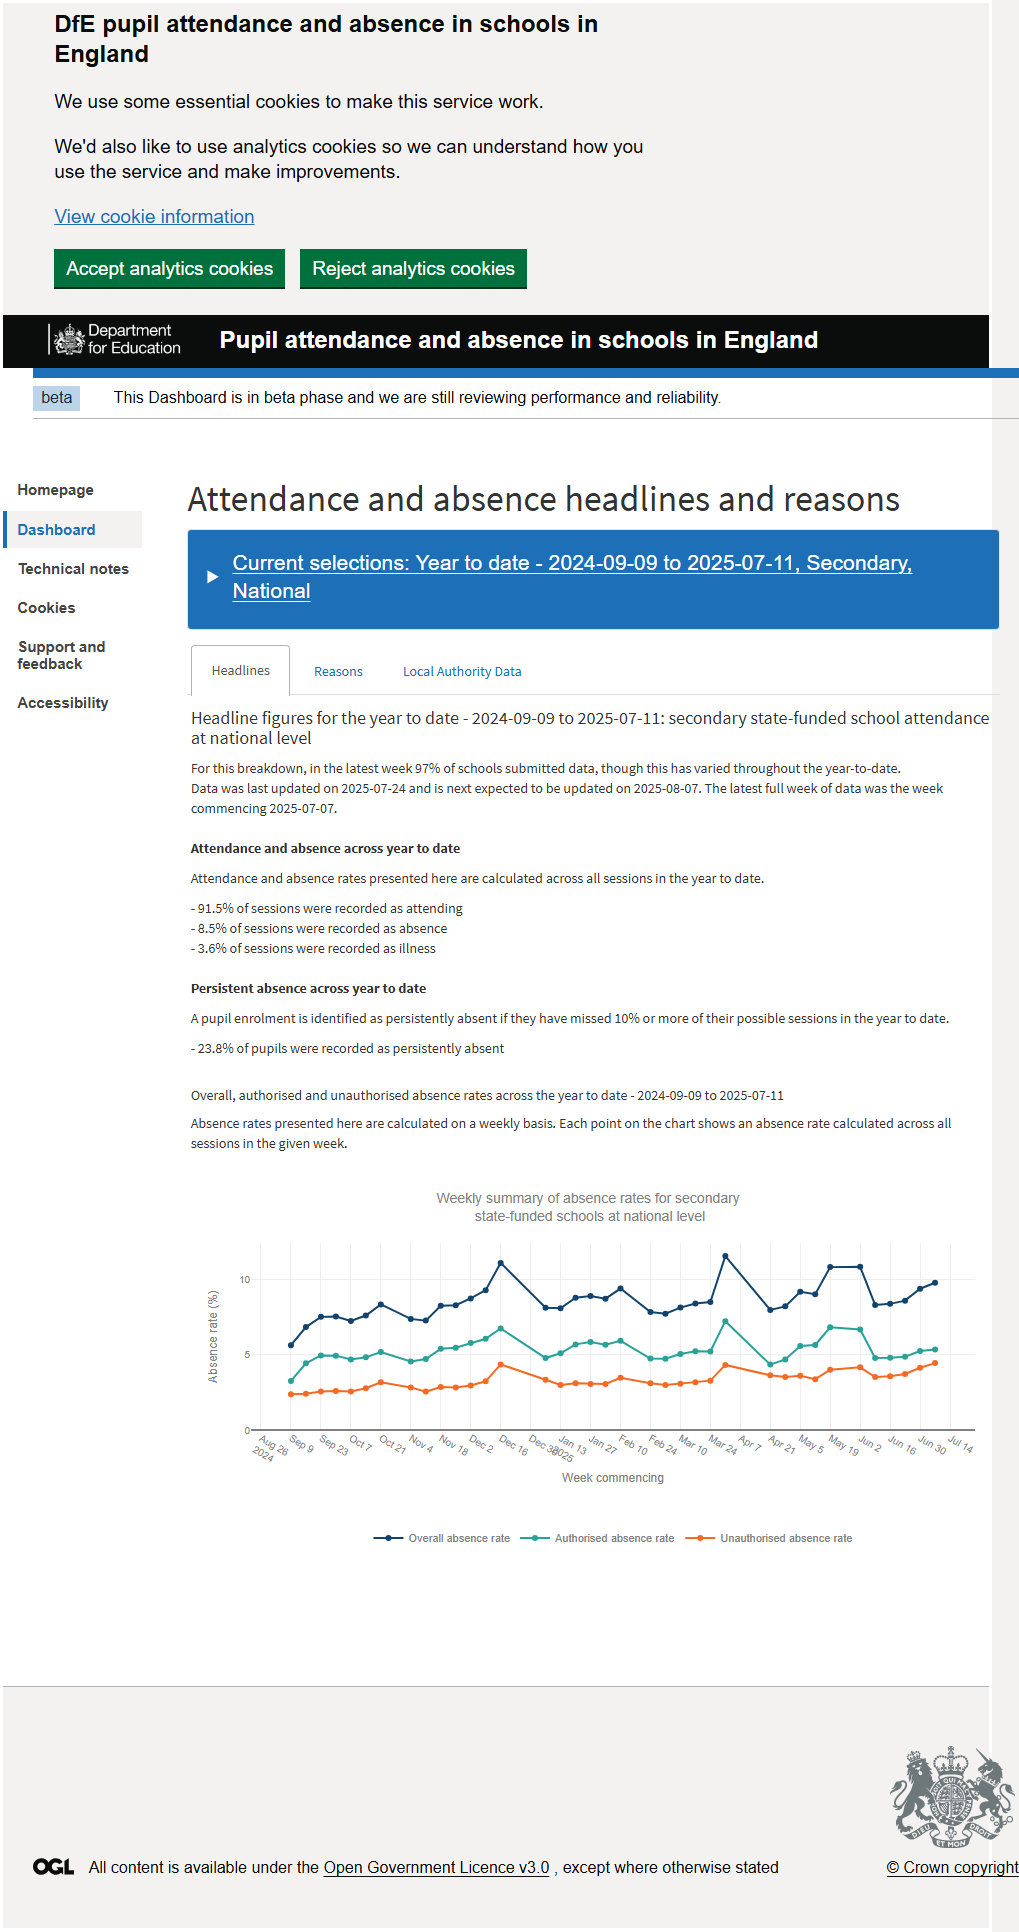 DfE pupil attendance and absence in schools in
England
We use some essential cookies to make this service work.
We'd also like to use analytics cookies so we can understand how you
use the service and make improvements.
View cookie information
Accept analytics cookies Reject analytics cookies
Department
for Education
Pupil attendance and absence in schools in England
beta This Dashboard is in beta phase and we are still reviewing performance and reliability.
Homepage
Dashboard
Technical notes
Cookies
Support and
feedback
Accessibility
Attendance and absence headlines and reasons
Current selections: Year to date - 2024-09-09 to 2025-07-11, Secondary,
National
Headlines Reasons Local Authority Data
Headline figures for the year to date - 2024-09-09 to 2025-07-11: secondary state-funded school attendance
at national level
For this breakdown, in the latest week 97% of schools submitted data, though this has varied throughout the year-to-date.
Data was last updated on 2025-07-24 and is next expected to be updated on 2025-08-07. The latest full week of data was the week
commencing 2025-07-07.
Attendance and absence across year to date
Attendance and absence rates presented here are calculated across all sessions in the year to date.
- 91.5% of sessions were recorded as attending
- 8.5% of sessions were recorded as absence
- 3.6% of sessions were recorded as illness
Persistent absence across year to date
A pupil enrolment is identified as persistently absent if they have missed 10% or more of their possible sessions in the year to date.
- 23.8% of pupils were recorded as persistently absent
Overall, authorised and unauthorised absence rates across the year to date - 2024-09-09 to 2025-07-11
Absence rates presented here are calculated on a weekly basis. Each point on the chart shows an absence rate calculated across all
sessions in the given week.
Weekly summary of absence rates for secondary
state-funded schools at national level
Absence rate (%)
10
5
0
Aug 26 Sep 9 Sep 23 Oct 7 Oct 21 Nov 4 Nov 18 Dec 2 Dec 16 Dec 30 Jan 13 Jan 27 Feb 10 Feb 24 Mar 10 Mar 24 Apr 7 Apr 21 May 5 May 19 Jun 2 Jun 16 Jun 30 Jul 14
2024 2025
Week commencing
Overall absence rate Authorised absence rate Unauthorised absence rate
DIEU ET MON DROIT
OGL All content is available under the Open Government Licence v3.0 , except where otherwise stated
© Crown copyright